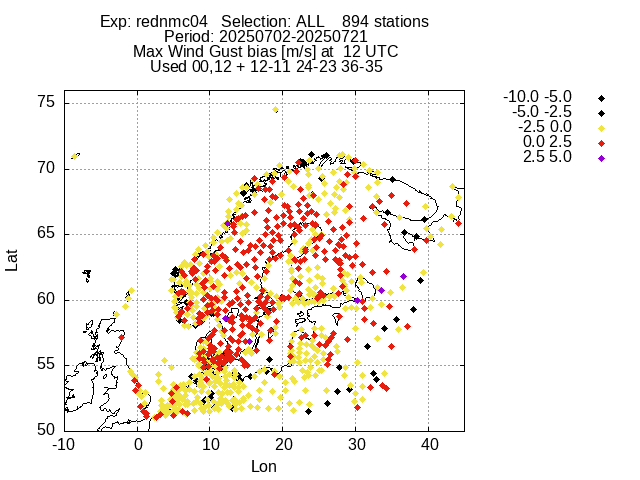 Exp: rednmc04   Selection: ALL    894 stations
Period: 20250702-20250721
Max Wind Gust bias [m/s] at  12 UTC
Used 00,12 + 12-11 24-23 36-35
-10.0 -5.0
-5.0 -2.5
-2.5 0.0
0.0 2.5
2.5 5.0
75
70
65
60
55
50
Lat
-10 0 10 20 30 40
Lon